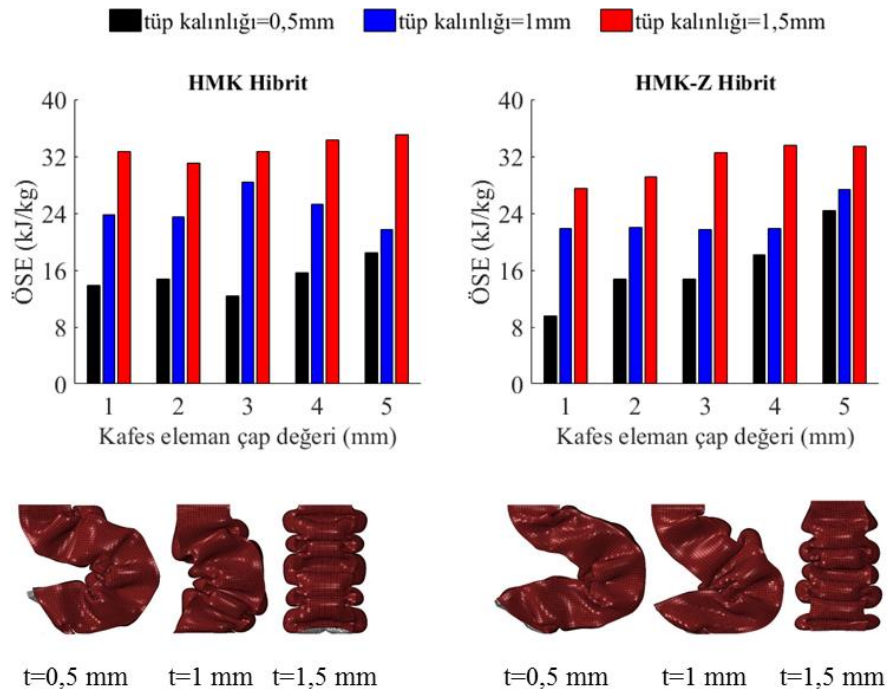 tüp kalınlığı=0,5mm tüp kalınlığı=1mm tüp kalınlığı=1,5mm
HMK Hibrit
40
32
24
16
8
0
ÖSE (kJ/kg)
1 2 3 4 5
Kafes eleman çap değeri (mm)
HMK-Z Hibrit
40
32
24
16
8
0
ÖSE (kJ/kg)
1 2 3 4 5
Kafes eleman çap değeri (mm)
t=0,5 mm t=1 mm t=1,5 mm
t=0,5 mm t=1 mm t=1,5 mm